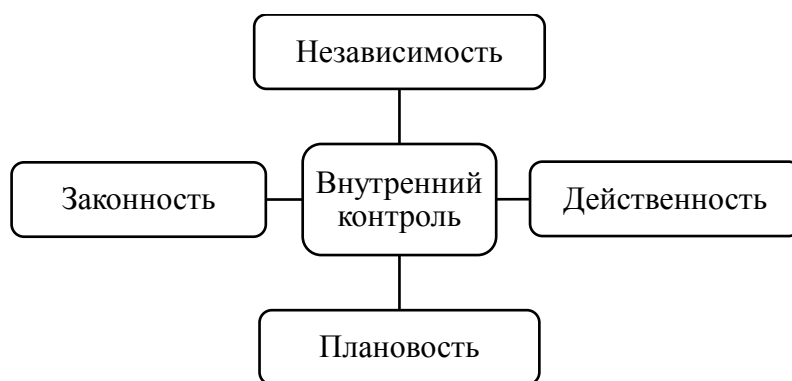 Независимость
Законность
Внутренний
контроль
Действенность
Плановость